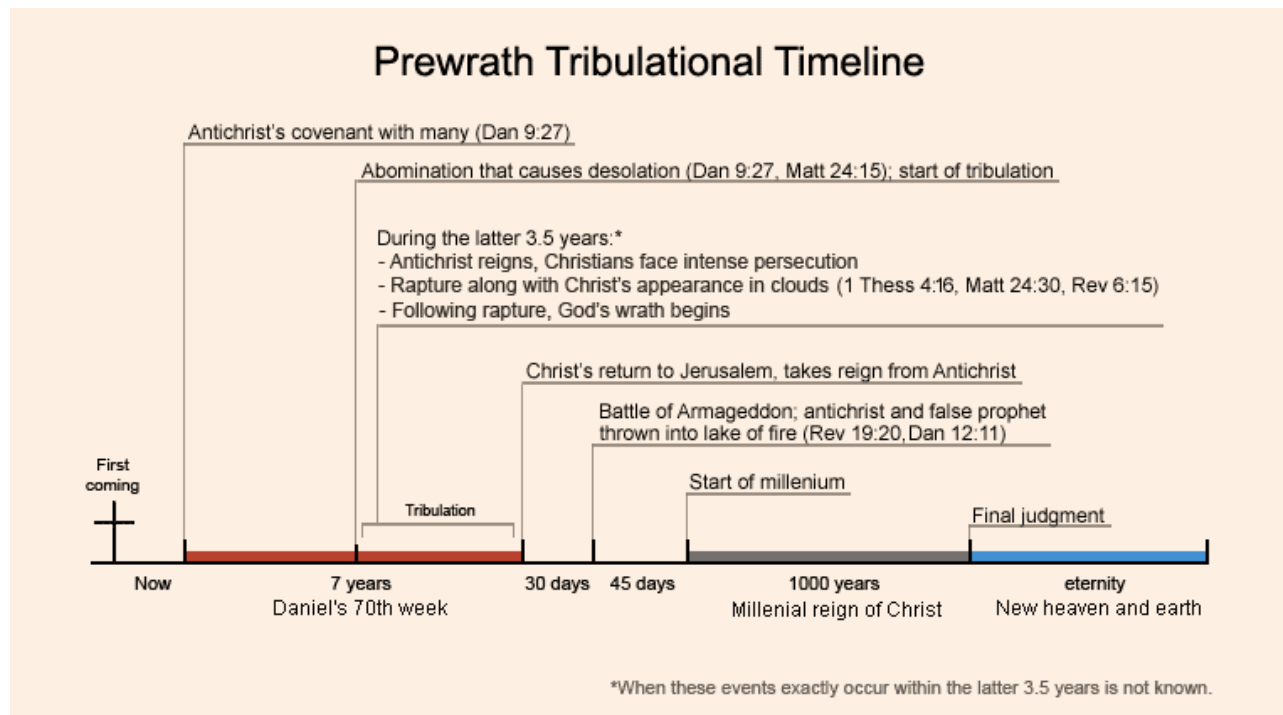 Prewrath Tribulational Timeline
Antichrist's covenant with many (Dan 9:27)
Abomination that causes desolation (Dan 9:27, Matt 24:15); start of tribulation
During the latter 3.5 years:*
- Antichrist reigns, Christians face intense persecution
- Rapture along with Christ's appearance in clouds (1 Thess 4:16, Matt 24:30, Rev 6:15)
- Following rapture, God's wrath begins
Christ's return to Jerusalem, takes reign from Antichrist
Battle of Armageddon; antichrist and false prophet
thrown into lake of fire (Rev 19:20, Dan 12:11)
First
coming
Start of millenium
Tribulation
Final judgment
Now
7 years
30 days
45 days
1000 years
eternity
Daniel's 70th week
Millenial reign of Christ
New heaven and earth
*When these events exactly occur within the latter 3.5 years is not known.